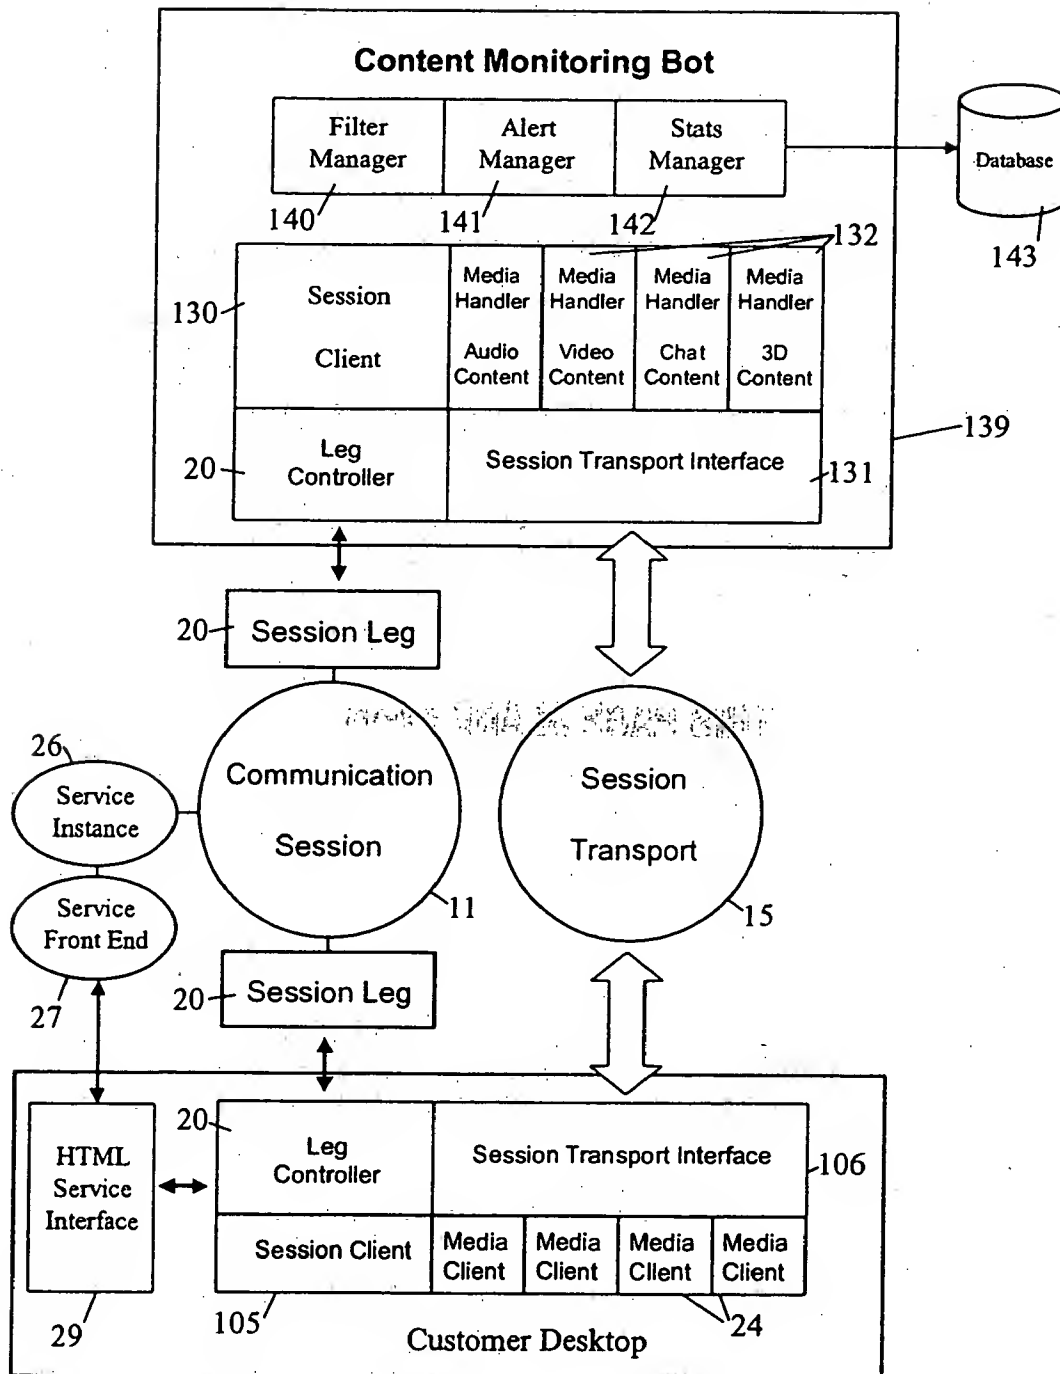 Content Monitoring Bot
Filter
Manager
Alert
Manager
Stats
Manager
Database
140
141
142
143
132
130
Session
Client
Media
Handler
Audio
Content
Media
Handler
Video
Content
Media
Handler
Chat
Content
Media
Handler
3D
Content
139
20
Leg
Controller
Session Transport Interface
131
20
Session Leg
26
Service
Instance
Communication
Session
Session
Transport
Service
Front End
11
15
27
20
Session Leg
HTML
Service
Interface
20
Leg
Controller
Session Transport Interface
106
Session Client
Media
Client
Media
Client
Media
Client
Media
Client
29
105
24
Customer Desktop